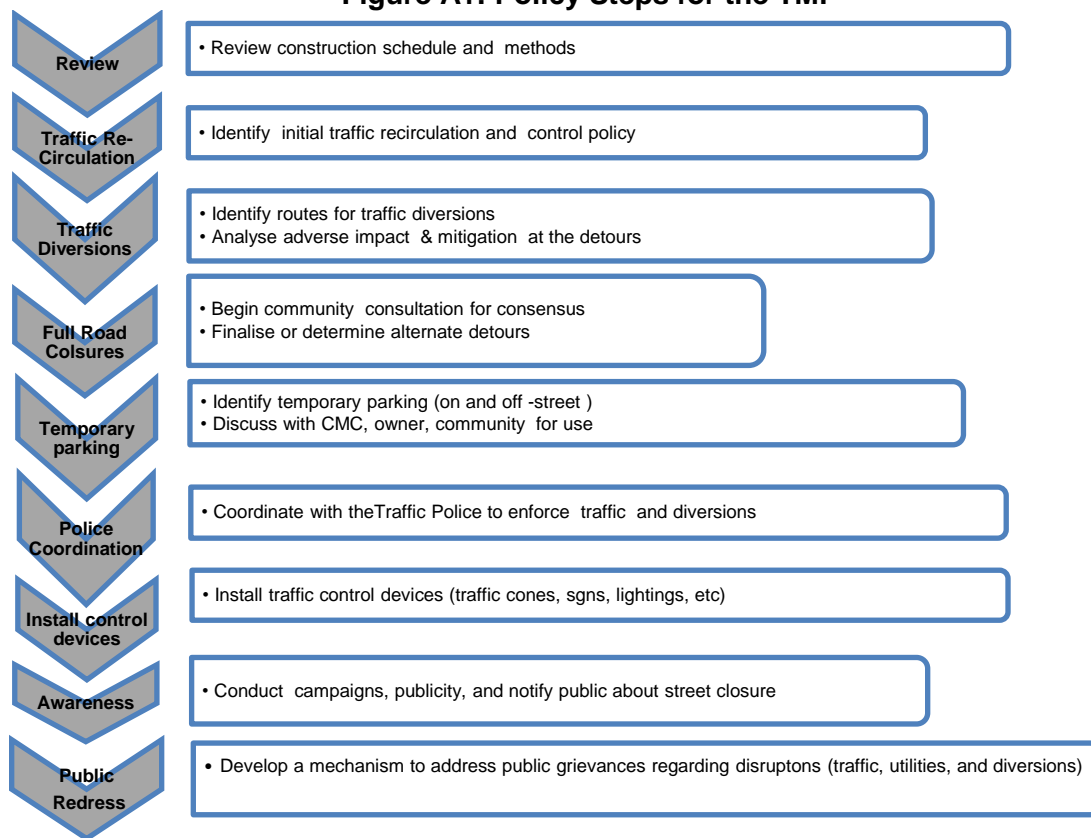 Figure A1: Policy Steps for the TMP
Review
• Review construction schedule and methods
Traffic Re-
Circulation
• Identify initial traffic recirculation and control policy
Traffic
Diversions
• Identify routes for traffic diversions
• Analyse adverse impact & mitigation at the detours
Full Road
Colsures
• Begin community consultation for consensus
• Finalise or determine alternate detours
Temporary
parking
• Identify temporary parking (on and off -street )
• Discuss with CMC, owner, community for use
Police
Coordination
• Coordinate with theTraffic Police to enforce traffic and diversions
Install control
devices
• Install traffic control devices (traffic cones, sgns, lightings, etc)
Awareness
• Conduct campaigns, publicity, and notify public about street closure
Public
Redress
• Develop a mechanism to address public grievances regarding disruptons (traffic, utilities, and diversions)